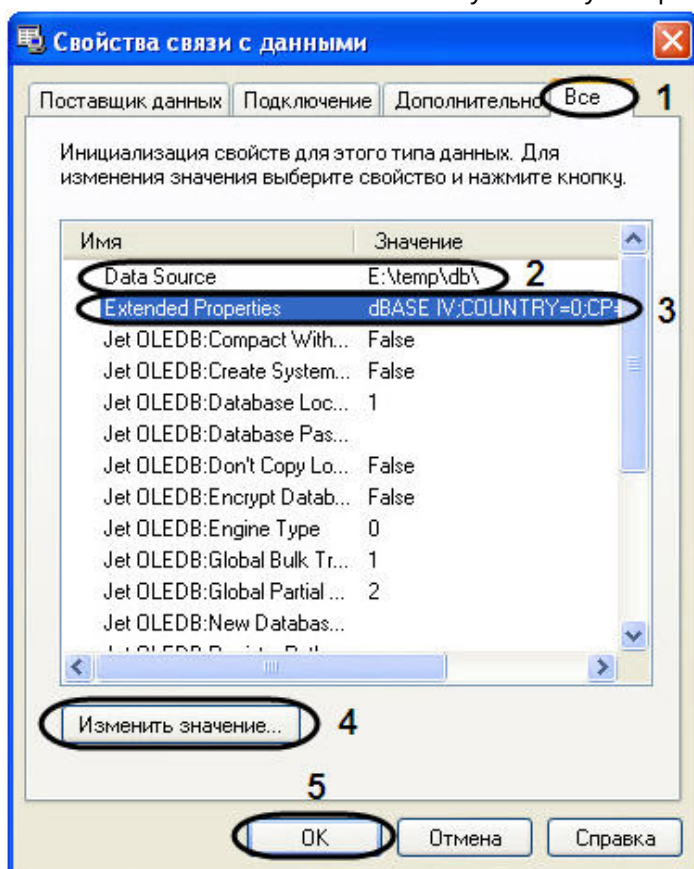 Свойства связи с данными
Поставщик данных Подключение Дополнительно Все 1
Инициализация свойств для этого типа данных. Для
изменения значения выберите свойство и нажмите кнопку.
Имя Значение
Data Source E:\temp\db\ 2
Extended Properties dBASE IV;COUNTRY=0;CP= 3
Jet OLEDB:Compact With... False
Jet OLEDB:Create System... False
Jet OLEDB:Database Loc... 1
Jet OLEDB:Database Pas...
Jet OLEDB:Don't Copy Lo... False
Jet OLEDB:Encrypt Datab... False
Jet OLEDB:Engine Type 0
Jet OLEDB:Global Bulk Tr... 1
Jet OLEDB:Global Partial ... 2
Jet OLEDB:New Databas...
Изменить значение... 4
5
OK Отмена Справка